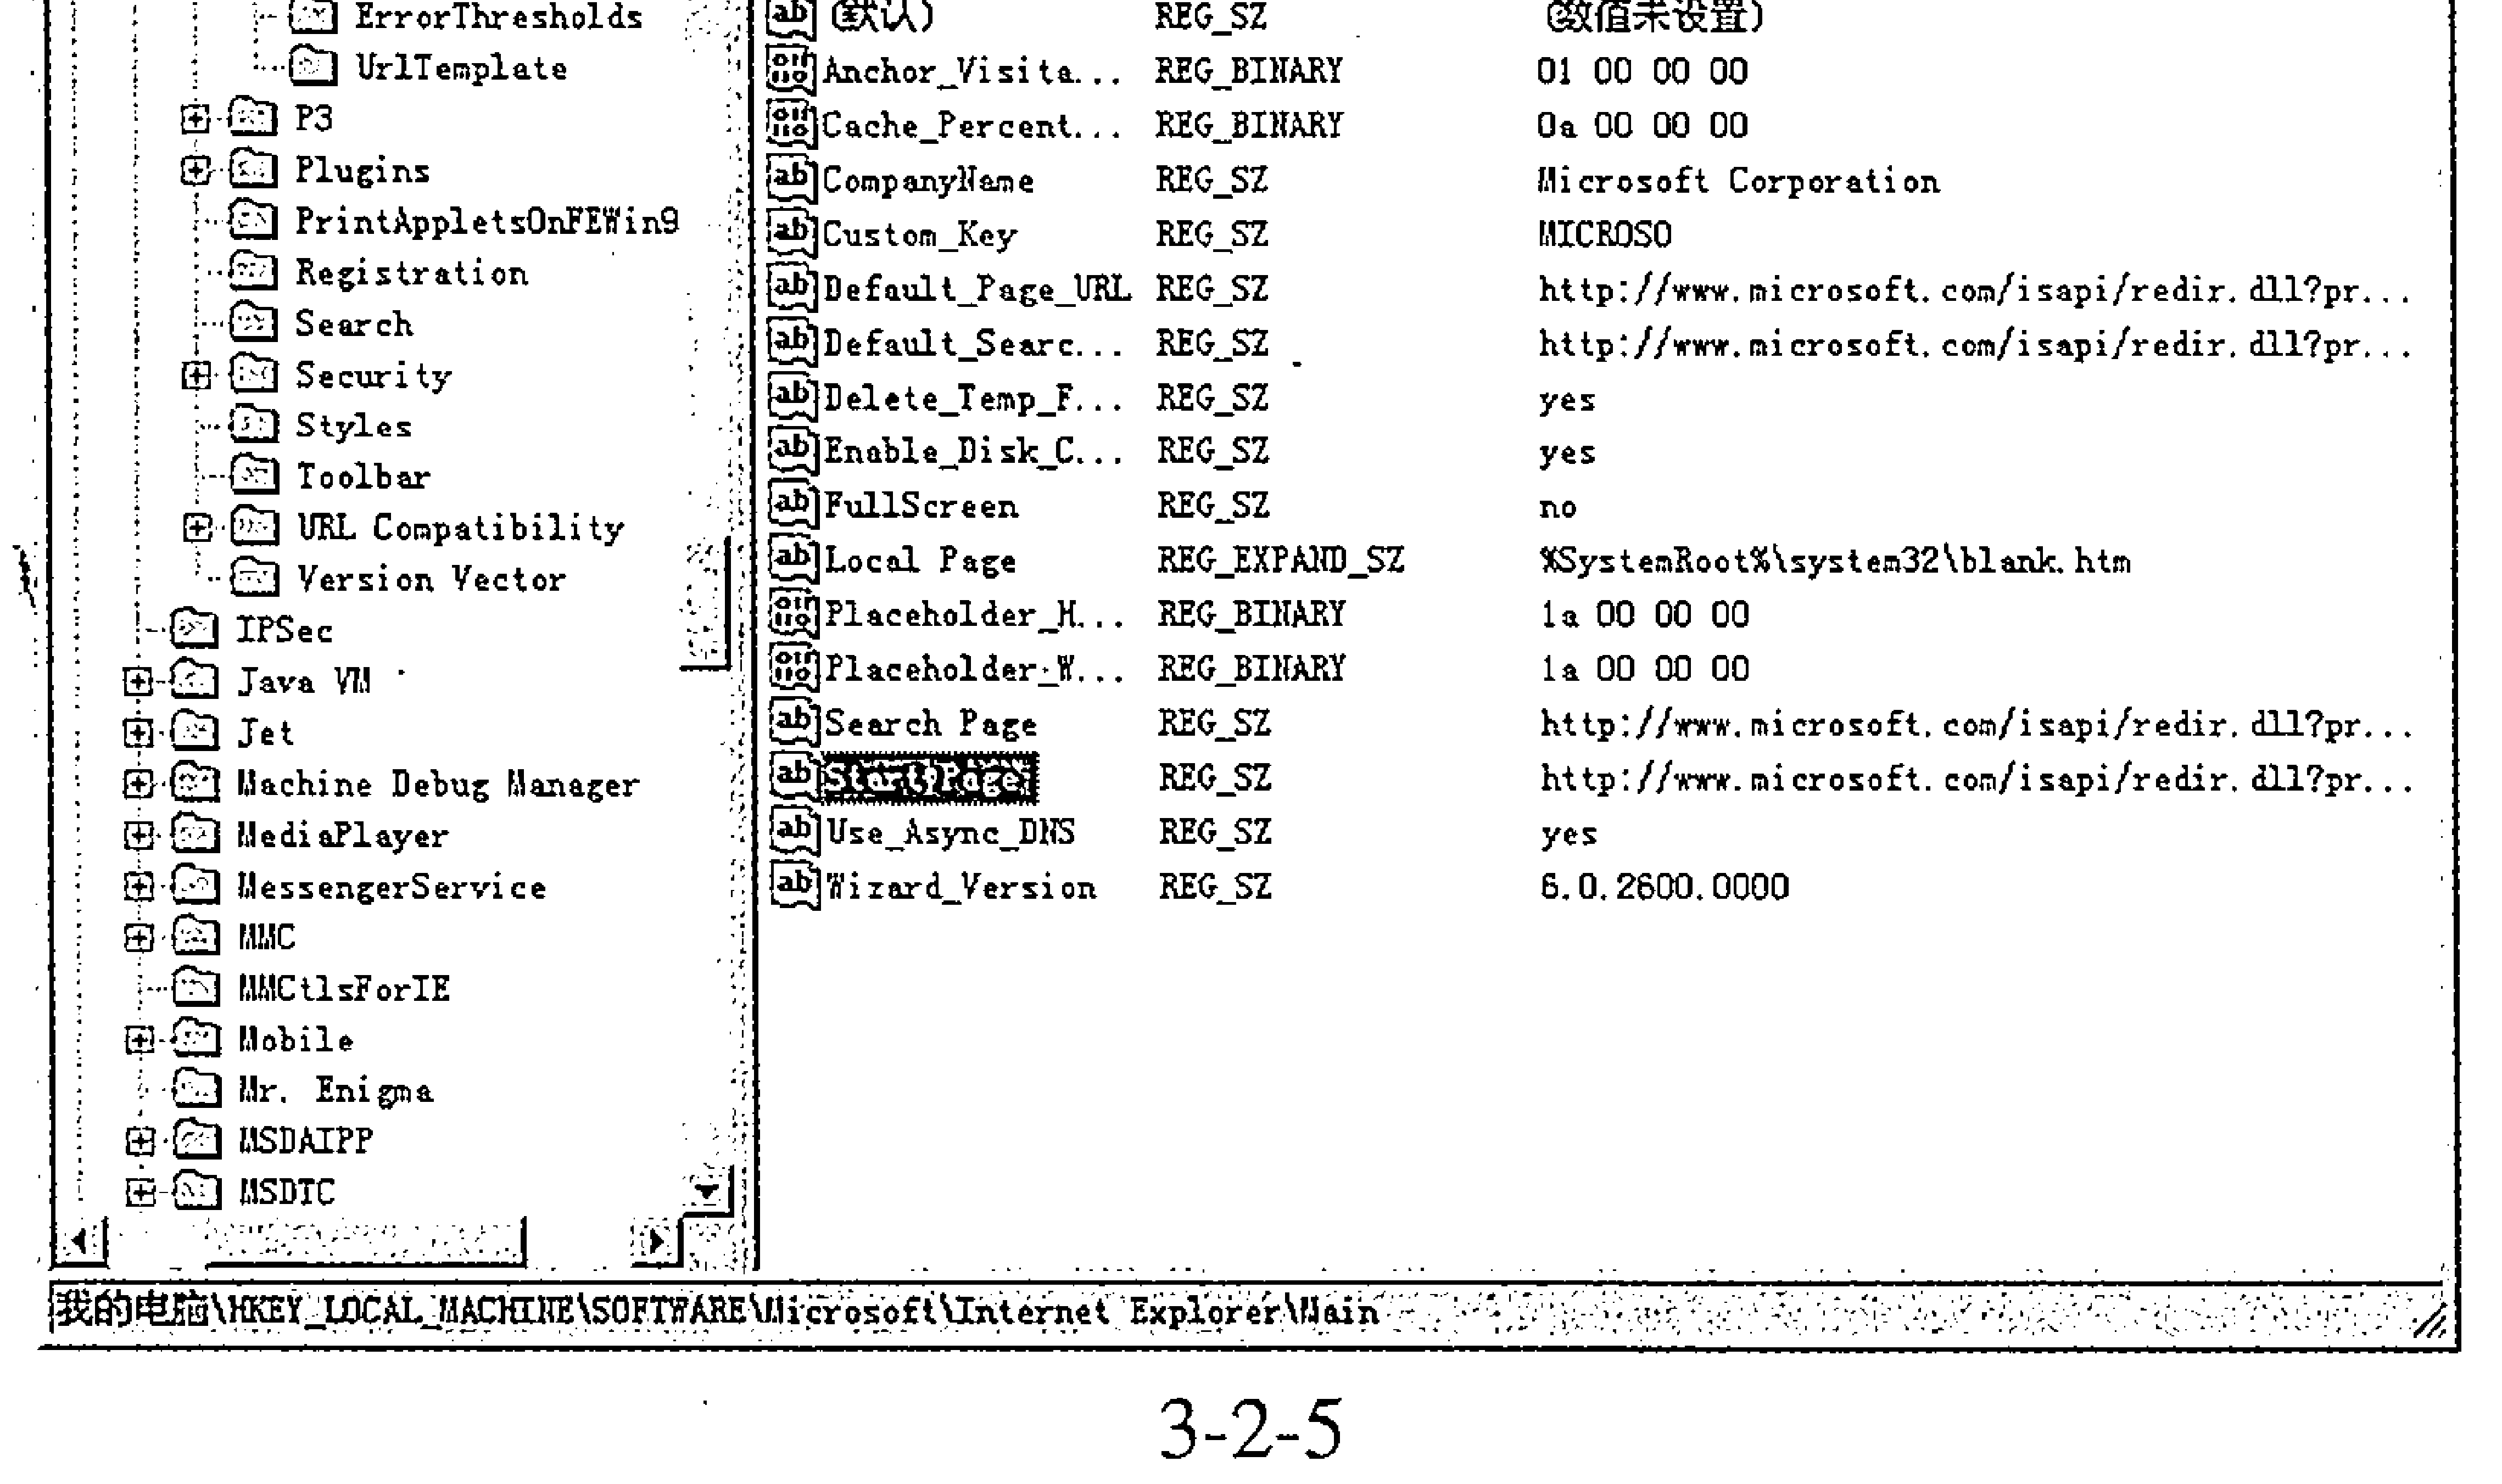 ErrorThresholds
UrlTemplate
P3
Plugins
PrintAppletsOnFEWin9
Registration
Search
Security
Styles
Toolbar
URL Compatibility
Version Vector
IPSec
Java VM
Jet
Machine Debug Manager
MediaPlayer
MessengerService
MMC
MMCtlsForIE
Mobile
Mr. Enigma
MSDAIPP
MSDTC
(默认) REG_SZ (数值未设置)
Anchor_Visita... REG_BINARY 01 00 00 00
Cache_Percent... REG_BINARY 0a 00 00 00
CompanyName REG_SZ Microsoft Corporation
Custom_Key REG_SZ MICROSO
Default_Page_URL REG_SZ http://www.microsoft.com/isapi/redir.dll?pr...
Default_Searc... REG_SZ http://www.microsoft.com/isapi/redir.dll?pr...
Delete_Temp_F... REG_SZ yes
Enable_Disk_C... REG_SZ yes
FullScreen REG_SZ no
Local Page REG_EXPAND_SZ %SystemRoot%\system32\blank.htm
Placeholder_H... REG_BINARY 1a 00 00 00
Placeholder_W... REG_BINARY 1a 00 00 00
Search Page REG_SZ http://www.microsoft.com/isapi/redir.dll?pr...
Start Page REG_SZ http://www.microsoft.com/isapi/redir.dll?pr...
Use_Async_DNS REG_SZ yes
Wizard_Version REG_SZ 6.0.2600.0000
我的电脑\HKEY_LOCAL_MACHINE\SOFTWARE\Microsoft\Internet Explorer\Main
3-2-5